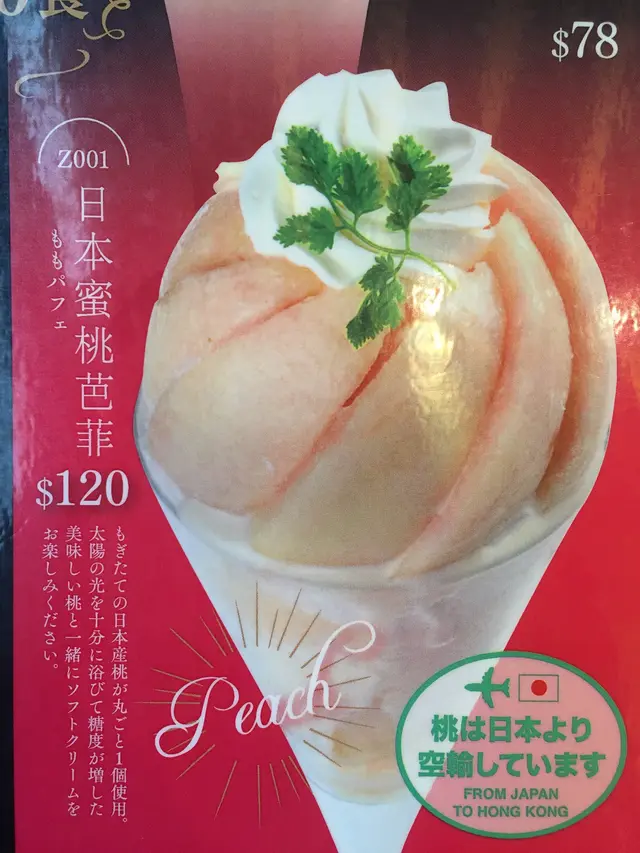 $78
Z001
日本蜜桃芭菲
ももパフェ
$120
もぎたての日本産桃が丸ごと1個使用。
太陽の光を十分に浴びて糖度が増した
美味しい桃と一緒にソフトクリームを
お楽しみください。
Peach
桃は日本より
空輸しています
FROM JAPAN
TO HONG KONG